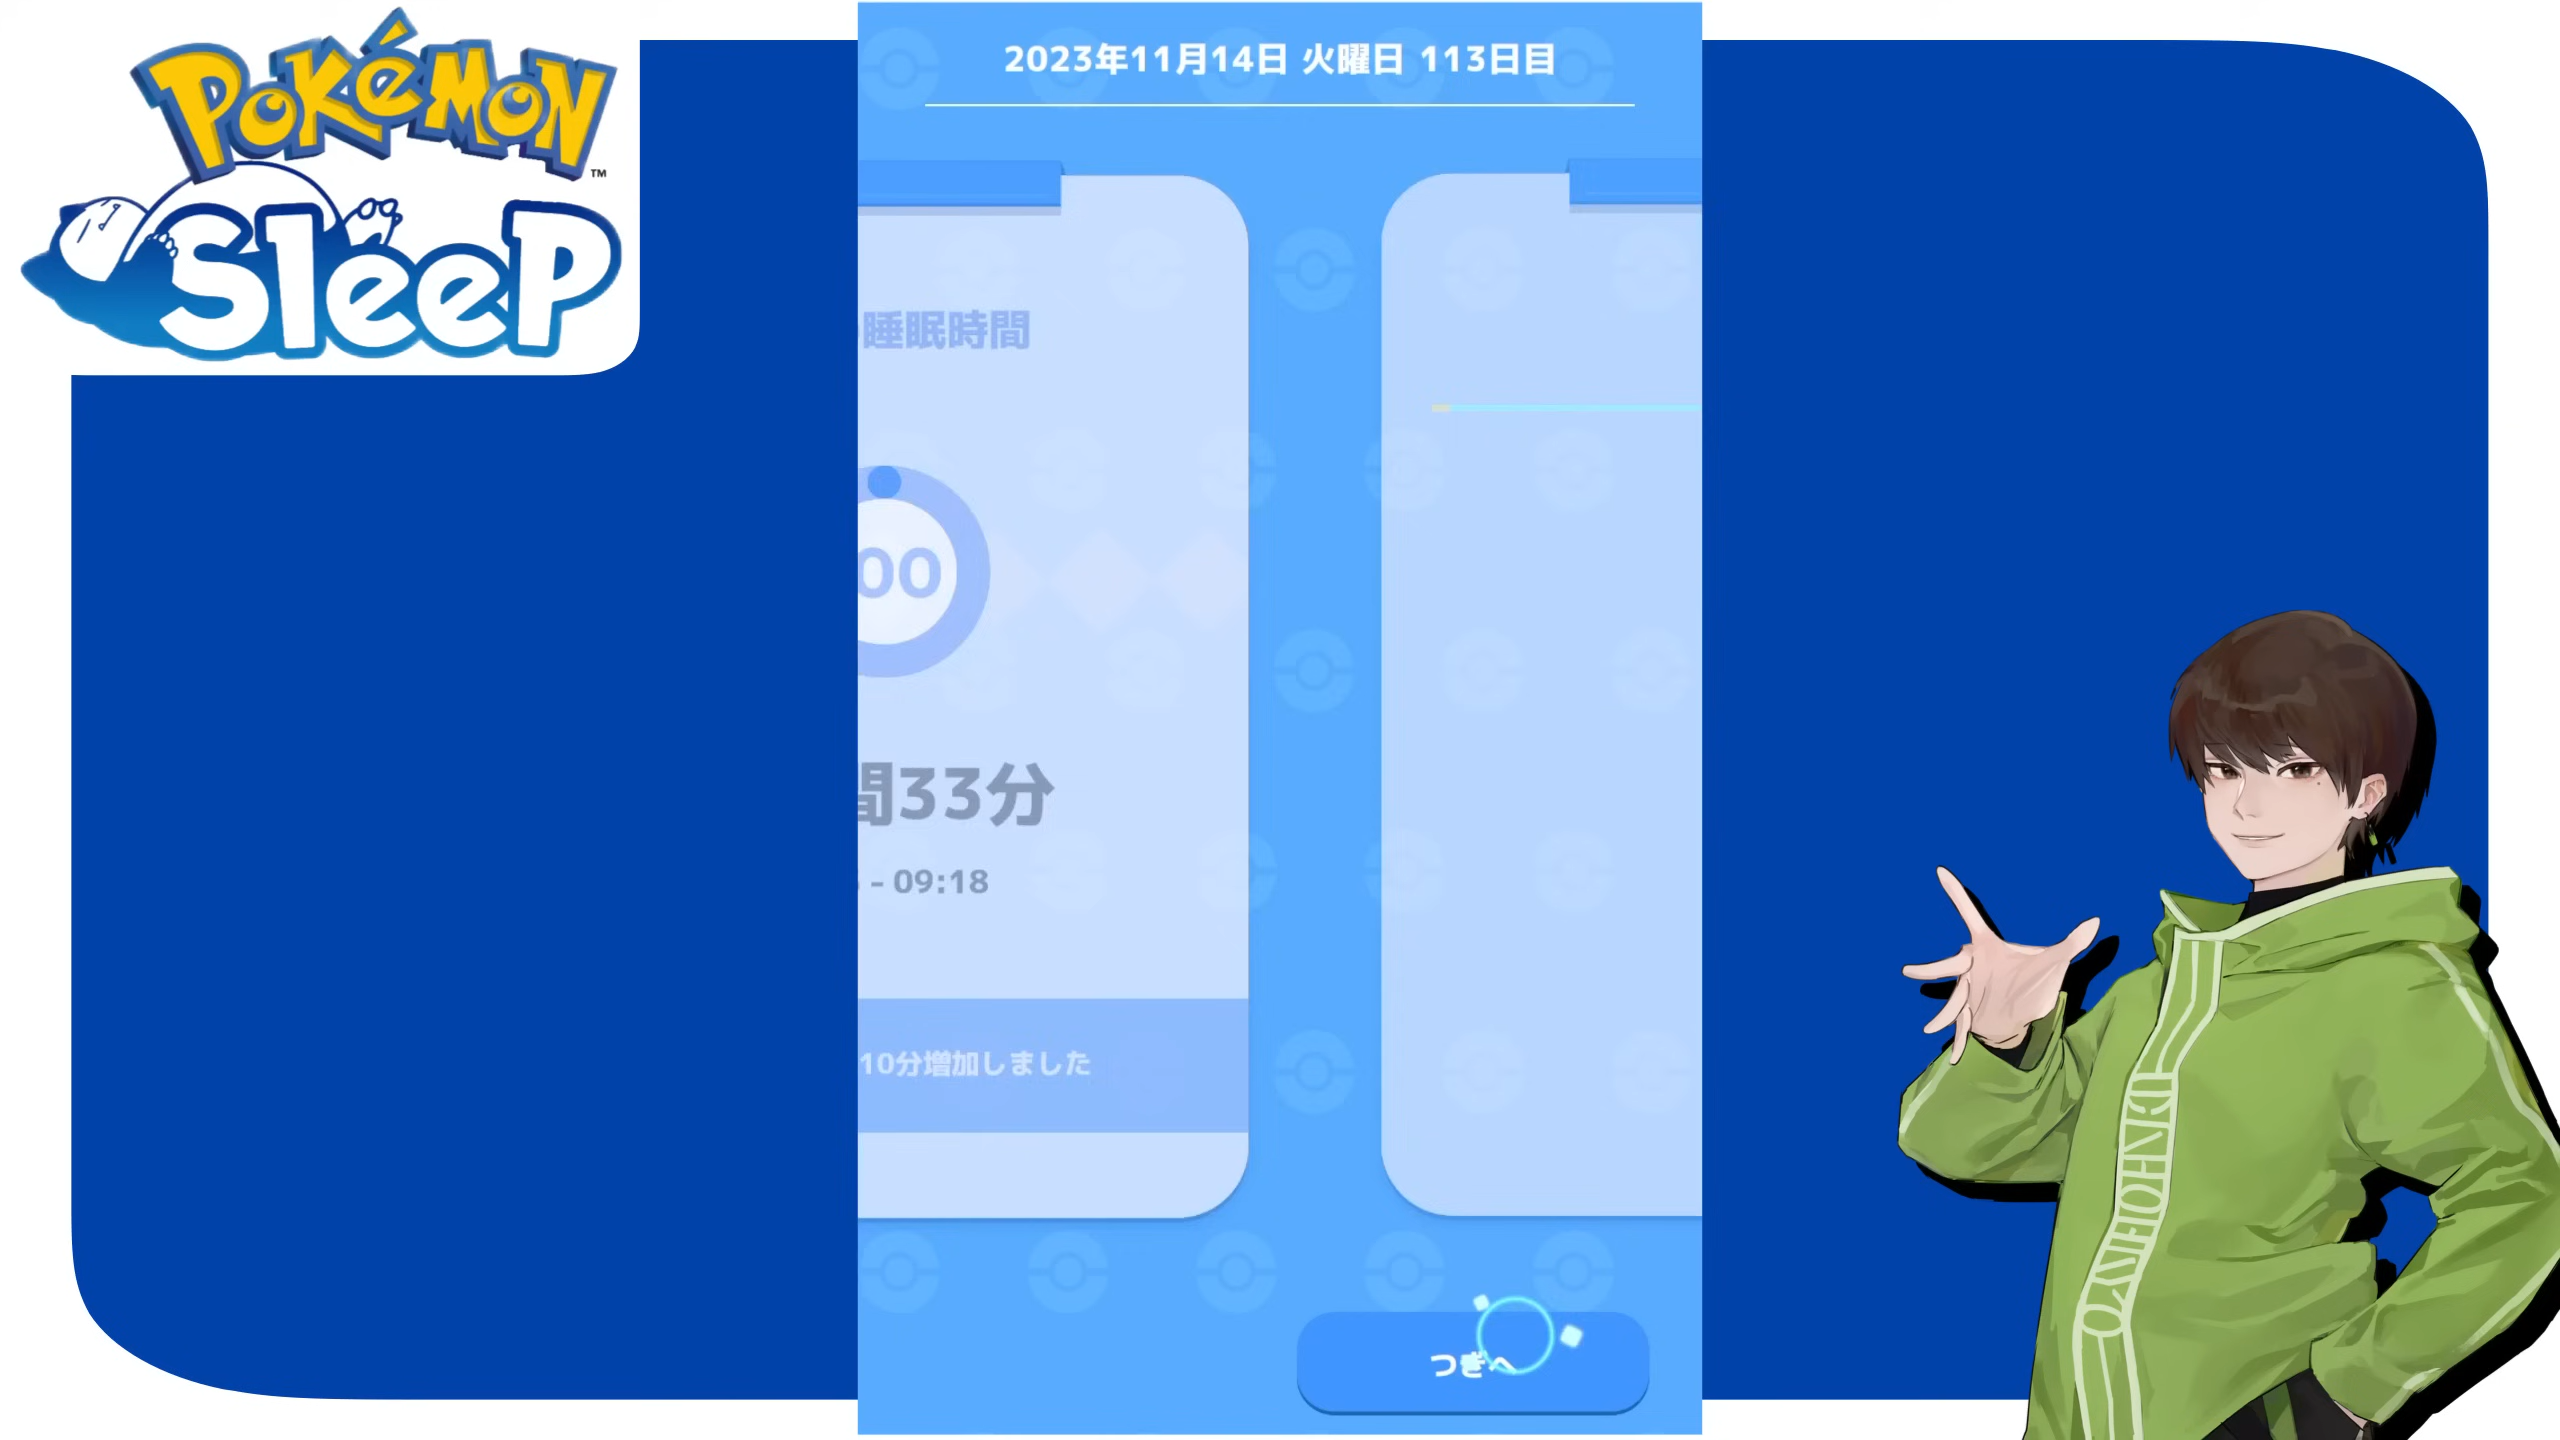 POKéMON
TM
Sleep
2023年11月14日 火曜日 113日目
睡眠時間
00
間33分
- 09:18
10分増加しました
つぎへ